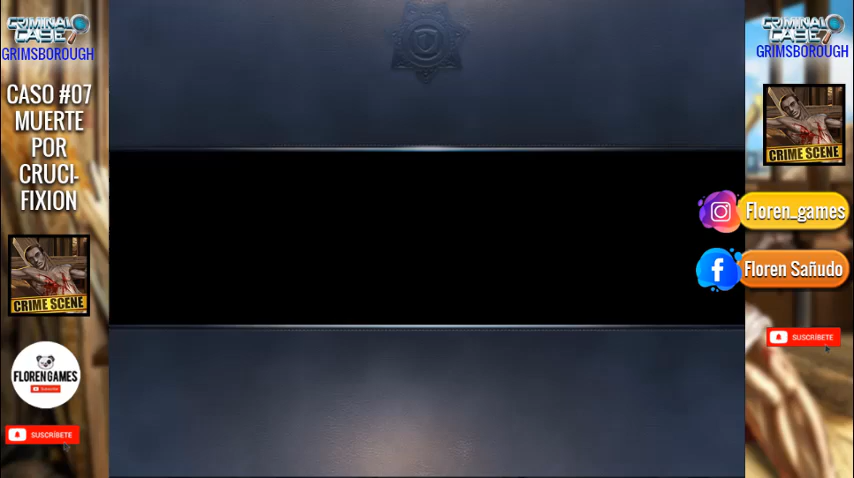 CRIMINAL
CASE
GRIMSBOROUGH
CASO #07
MUERTE
POR
CRUCI-
FIXION
CRIME SCENE
FLOREN GAMES
SUSCRÍBETE
CRIMINAL
CASE
GRIMSBOROUGH
CRIME SCENE
Floren_games
Floren Sañudo
SUSCRÍBETE